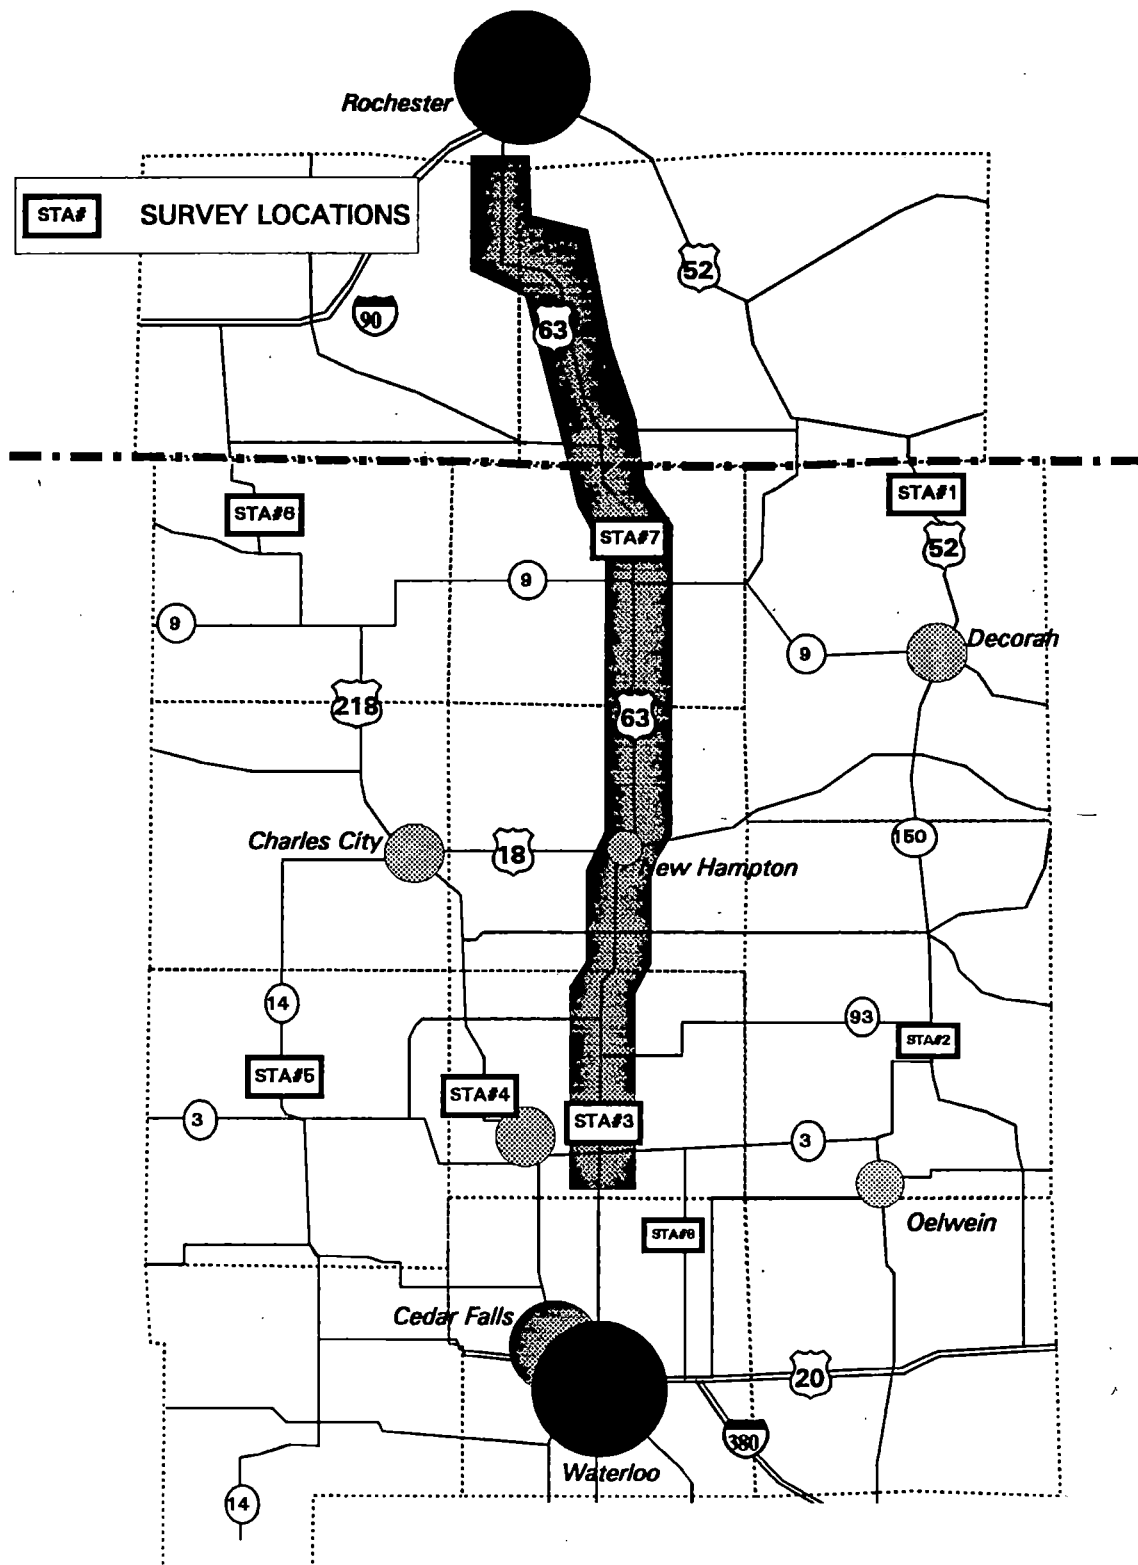 Rochester
STA# SURVEY LOCATIONS
52
90
63
STA#6
STA#1
STA#7
52
9
9
9
Decorah
218
63
Charles City
18
New Hampton
150
14
93
STA#2
STA#5
STA#4
STA#3
3
3
Oelwein
STA#8
Cedar Falls
20
380
Waterloo
14